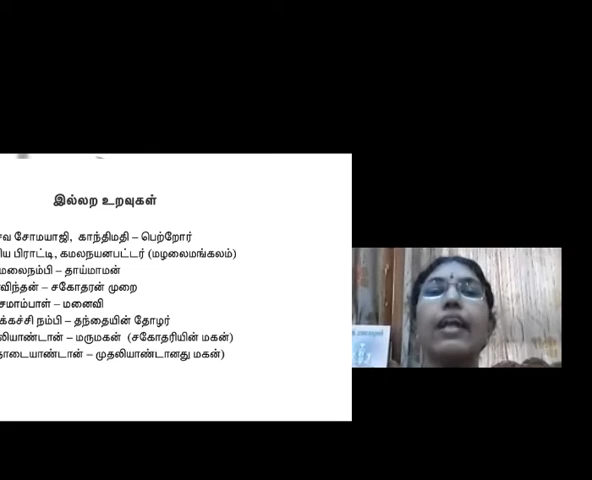 இல்லற உறவுகள்
சோமயாஜி, காந்திமதி – பெற்றோர்
பிராட்டி, கமலநயனபட்டர் (மழலைமங்கலம்)
மலைநம்பி – தாய்மாமன்
விந்தன் – சகோதரன் முறை
சமாம்பாள் – மனைவி
க்கச்சி நம்பி – தந்தையின் தோழர்
லியாண்டான் – மருமகன் (சகோதரியின் மகன்)
தாடையாண்டான் – முதலியாண்டானது மகன்)